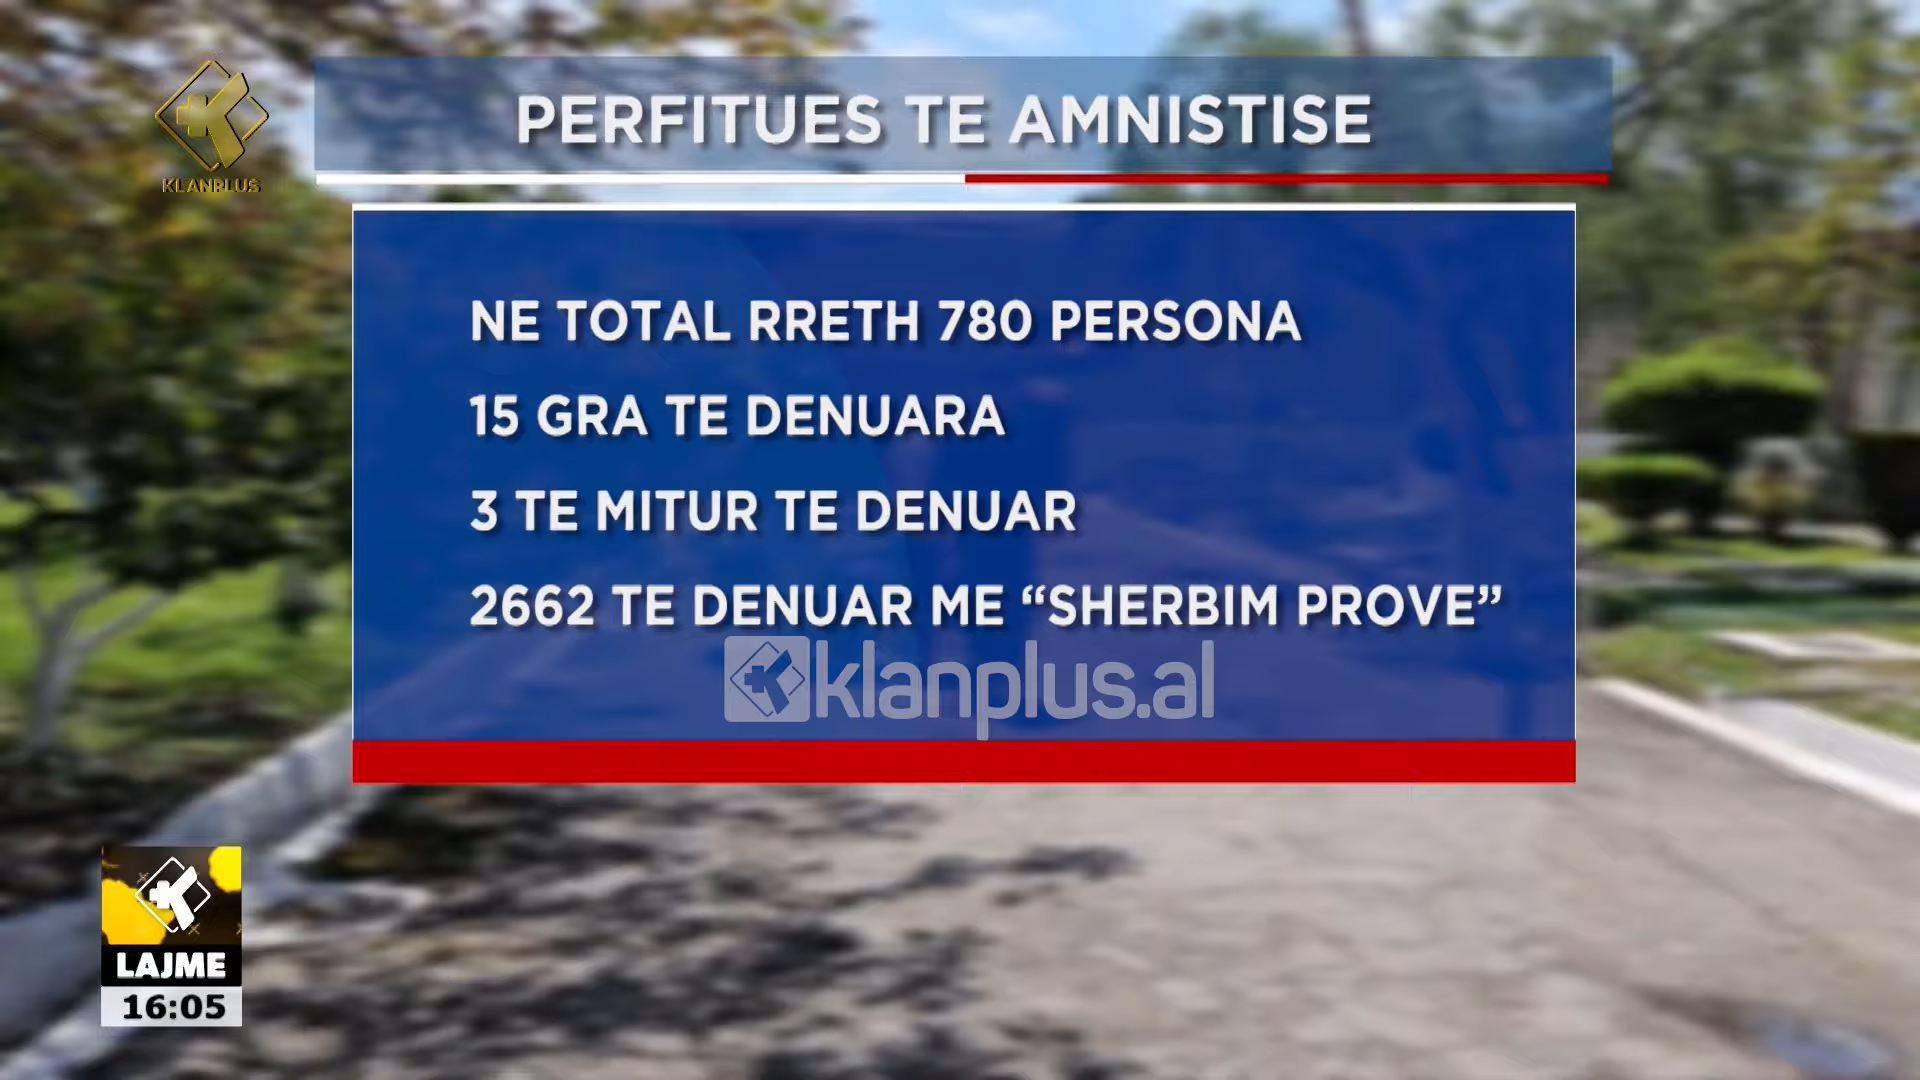 KLANPLUS
PERFITUES TE AMNISTISE
NE TOTAL RRETH 780 PERSONA
15 GRA TE DENUARA
3 TE MITUR TE DENUAR
2662 TE DENUAR ME “SHERBIM PROVE”
klanplus.al
LAJME
16:05